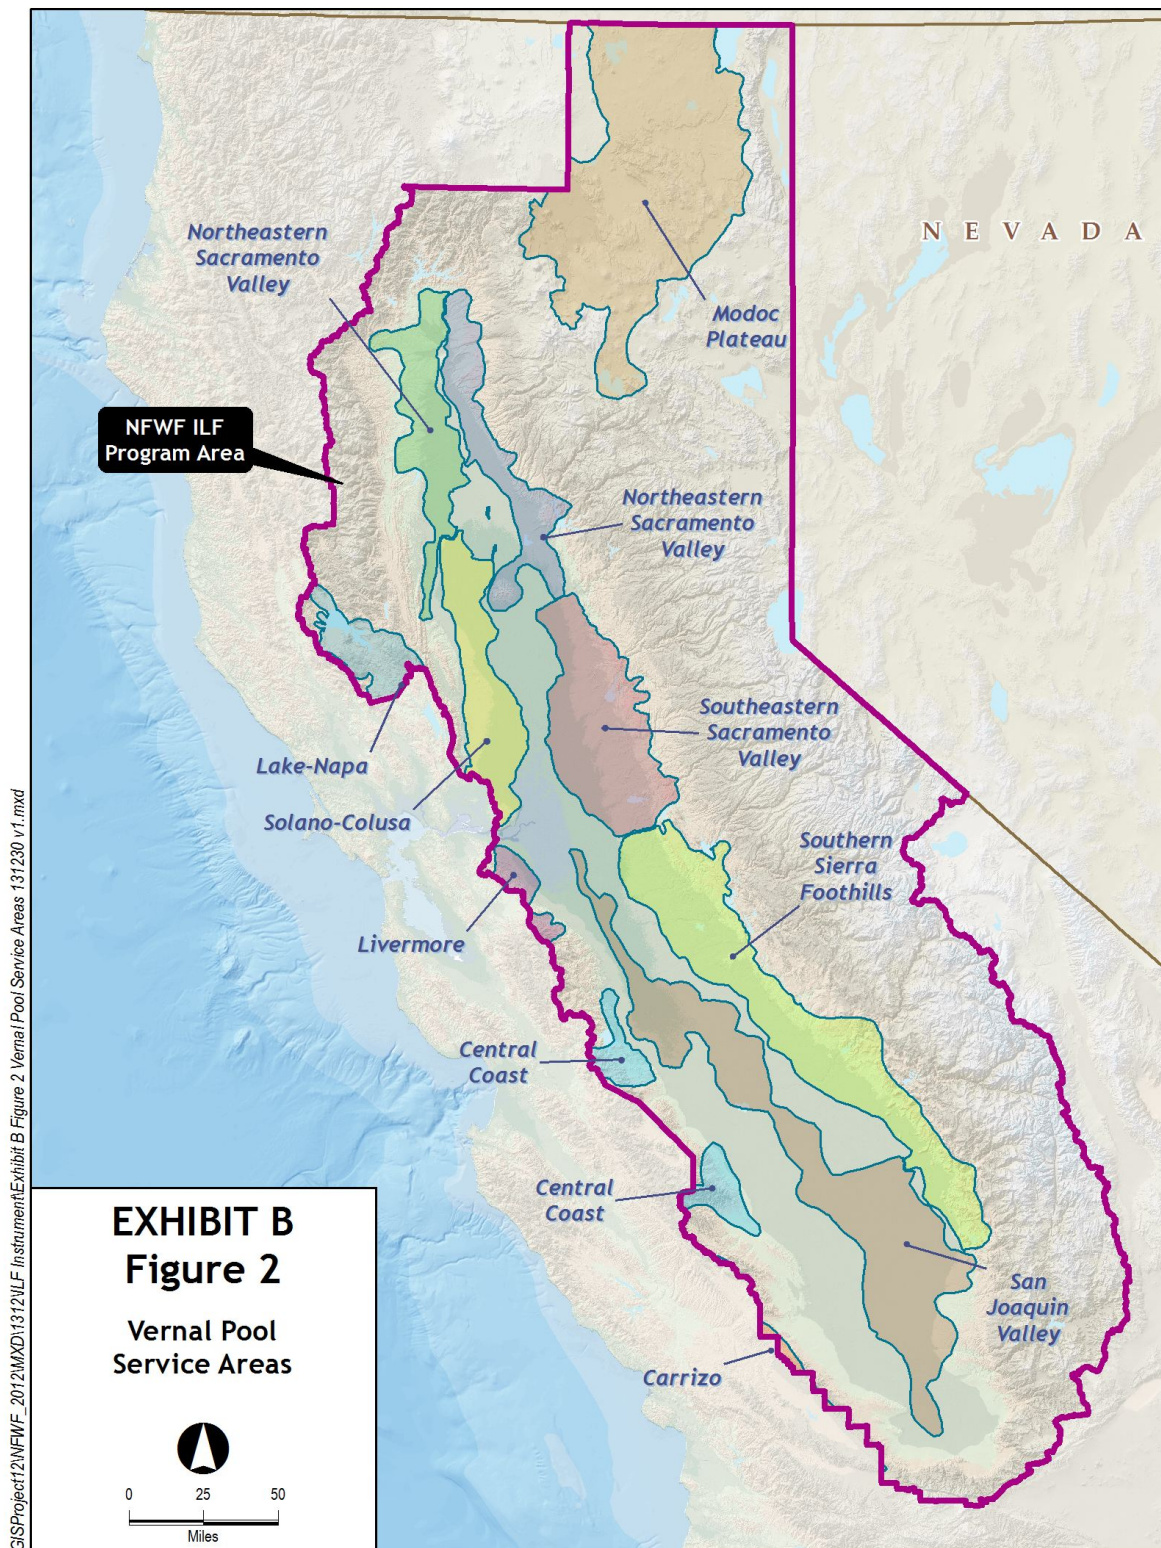 NEVADA
Northeastern
Sacramento
Valley
Modoc
Plateau
NFWF ILF
Program Area
Northeastern
Sacramento
Valley
Southeastern
Sacramento
Valley
Lake-Napa
Solano-Colusa
Southern
Sierra
Foothills
Livermore
Central
Coast
Central
Coast
San
Joaquin
Valley
Carrizo
EXHIBIT B
Figure 2
Vernal Pool
Service Areas
0 25 50
Miles
GISProject12\NFWF_2012\MXD\1312\ILF Instrument\Exhibit B Figure 2 Vernal Pool Service Areas 131230 v1.mxd